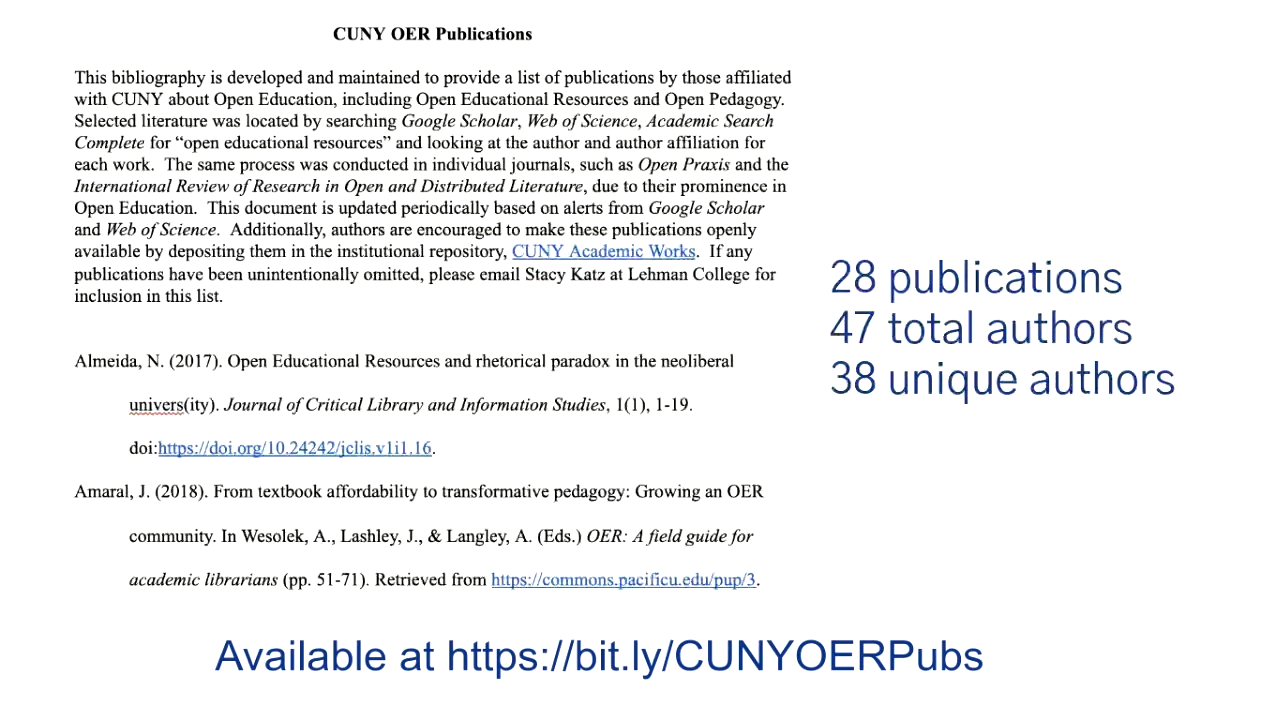 CUNY OER Publications
This bibliography is developed and maintained to provide a list of publications by those affiliated
with CUNY about Open Education, including Open Educational Resources and Open Pedagogy.
Selected literature was located by searching Google Scholar, Web of Science, Academic Search
Complete for “open educational resources” and looking at the author and author affiliation for
each work.  The same process was conducted in individual journals, such as Open Praxis and the
International Review of Research in Open and Distributed Literature, due to their prominence in
Open Education.  This document is updated periodically based on alerts from Google Scholar
and Web of Science.  Additionally, authors are encouraged to make these publications openly
available by depositing them in the institutional repository, CUNY Academic Works.  If any
publications have been unintentionally omitted, please email Stacy Katz at Lehman College for
inclusion in this list.
Almeida, N. (2017). Open Educational Resources and rhetorical paradox in the neoliberal
univers(ity). Journal of Critical Library and Information Studies, 1(1), 1-19.
doi:https://doi.org/10.24242/jclis.v1i1.16.
Amaral, J. (2018). From textbook affordability to transformative pedagogy: Growing an OER
community. In Wesolek, A., Lashley, J., & Langley, A. (Eds.) OER: A field guide for
academic librarians (pp. 51-71). Retrieved from https://commons.pacificu.edu/pup/3.
28 publications
47 total authors
38 unique authors
Available at https://bit.ly/CUNYOERPubs